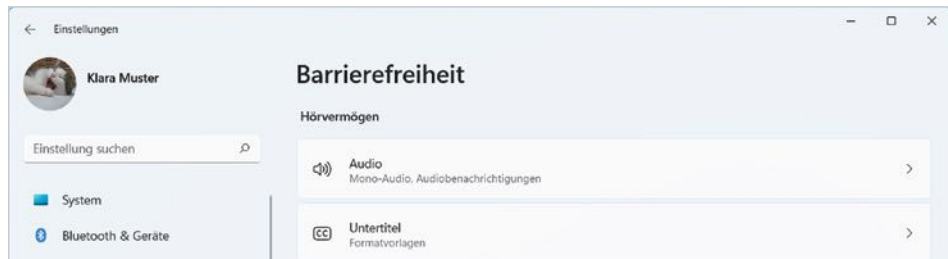 Einstellungen
Klara Muster
Einstellung suchen
System
Bluetooth & Geräte
Barrierefreiheit
Hörvermögen
Audio
Mono-Audio, Audiobenachrichtigungen
Untertitel
Formatvorlagen